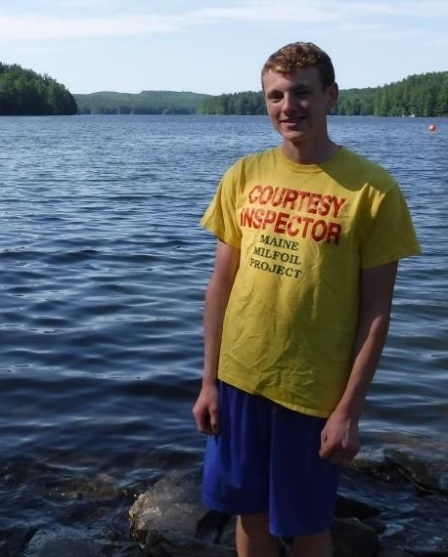 COURTESY
INSPECTOR
MAINE
MILFOIL
PROJECT